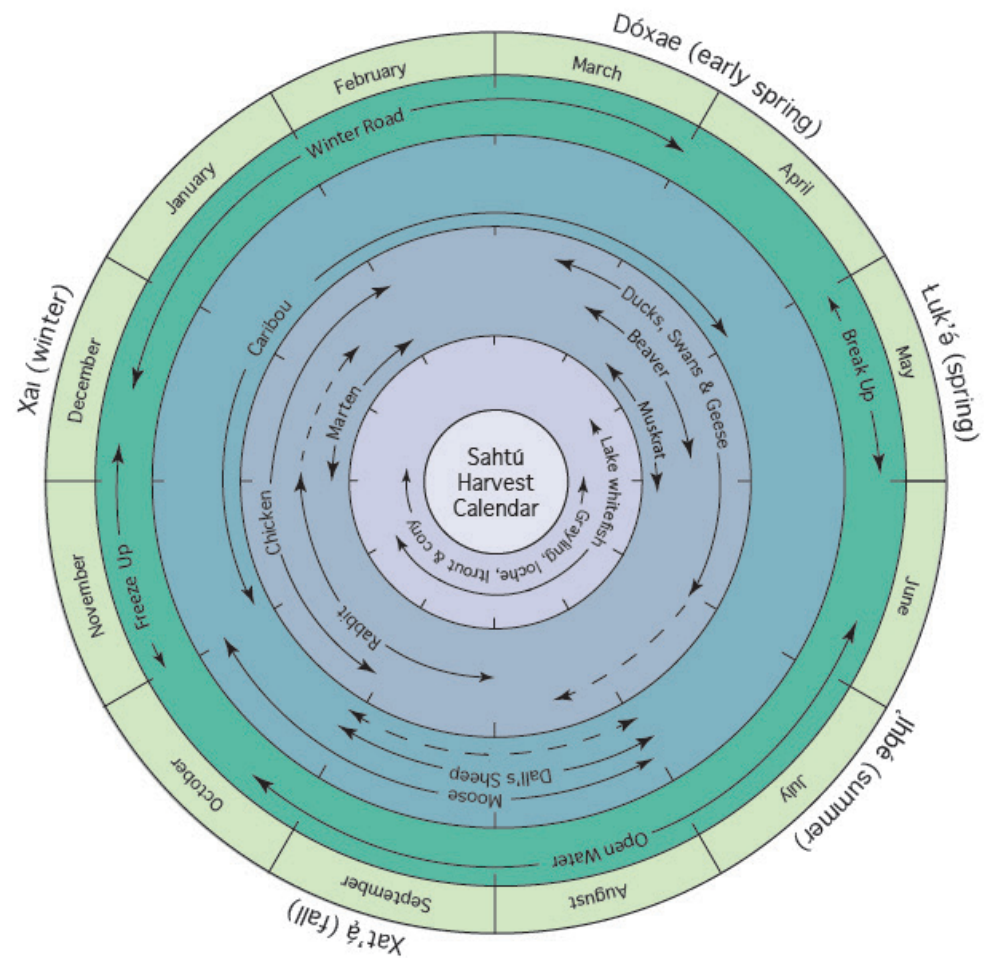 Dóxae (early spring)
Łuk'ǝ́ (spring)
Įhbé (summer)
Xat'ą́ (fall)
Xaı (winter)
January
February
March
April
May
June
July
August
September
October
November
December
Winter Road
Break Up
Open Water
Freeze Up
Caribou
Moose
Dall's Sheep
Ducks, Swans & Geese
Beaver
Muskrat
Chicken
Rabbit
Marten
Lake whitefish
Grayling, loche, ltrout & cony
Sahtú
Harvest
Calendar